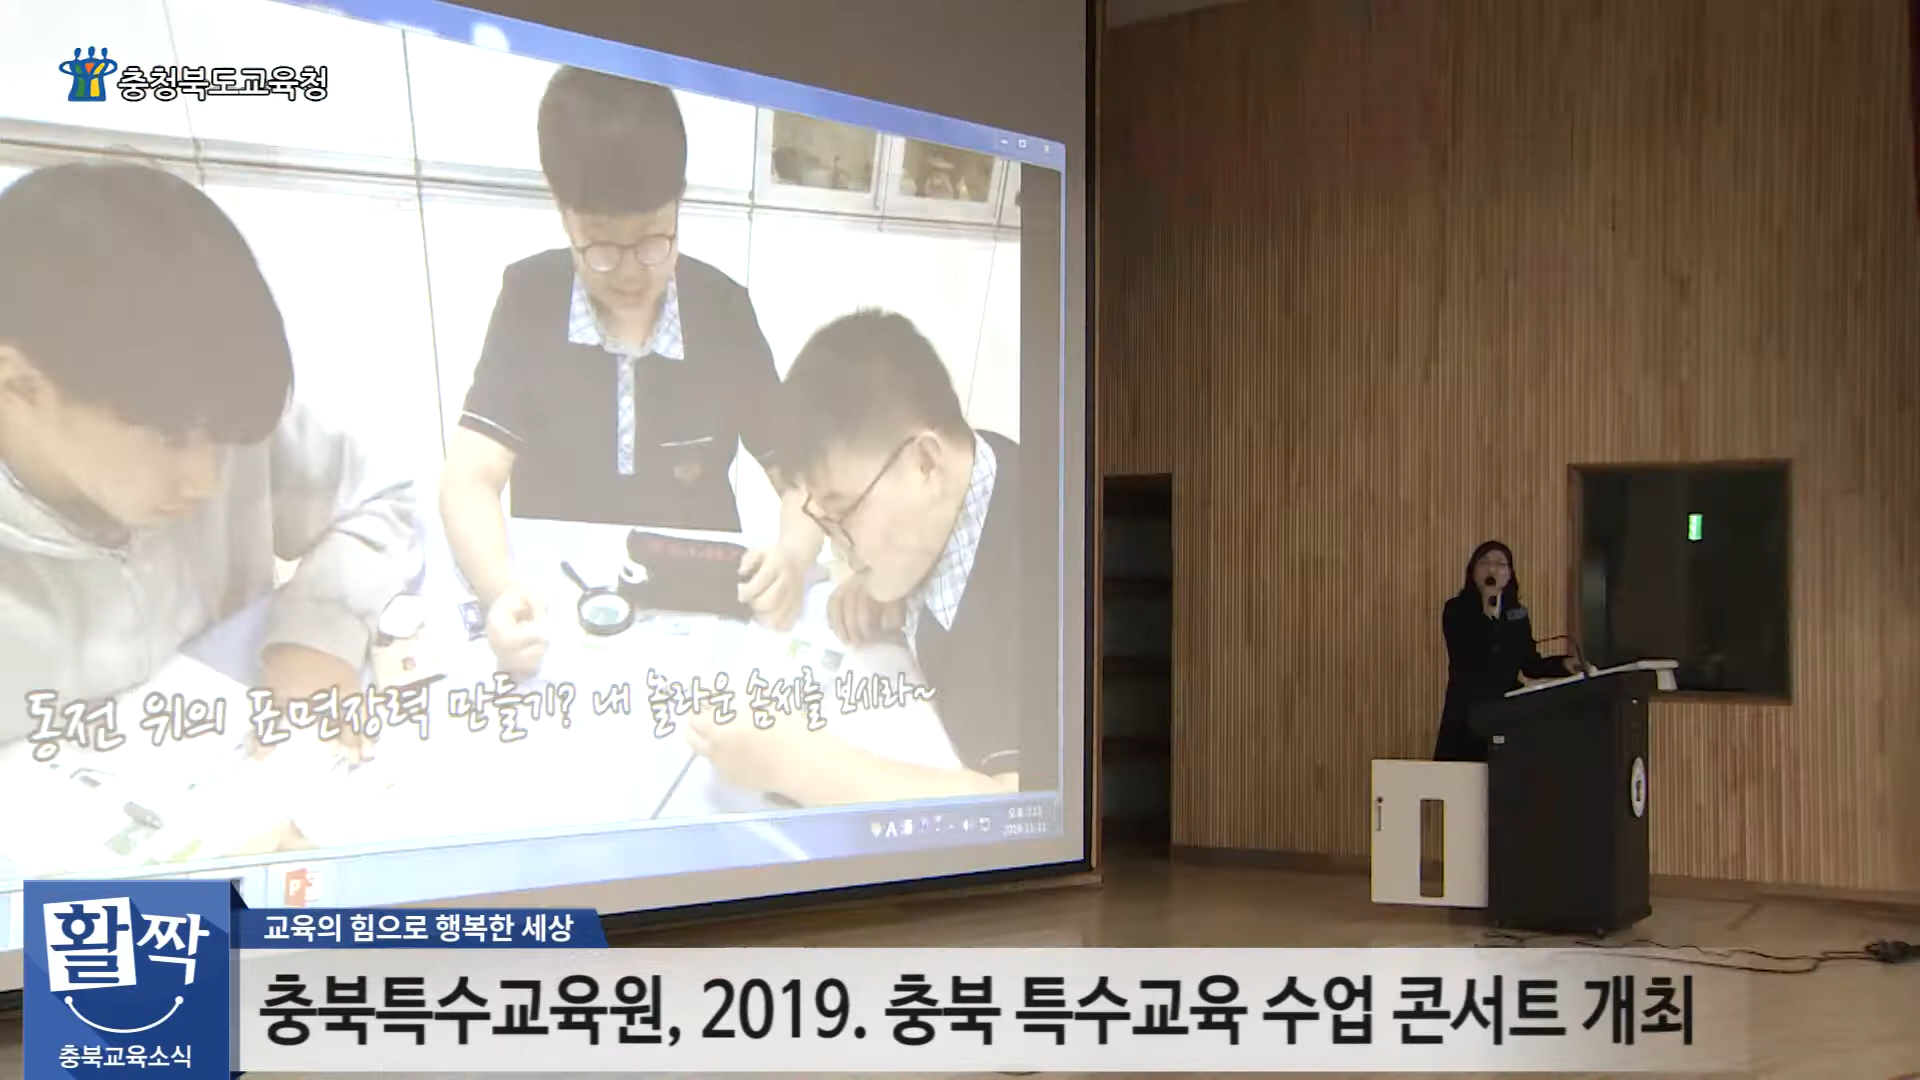 충청북도교육청
동전 위의 표면장력 만들기? 내 놀라운 솜씨를 보시라~
활짝
충북교육소식
교육의 힘으로 행복한 세상
충북특수교육원, 2019. 충북 특수교육 수업 콘서트 개최